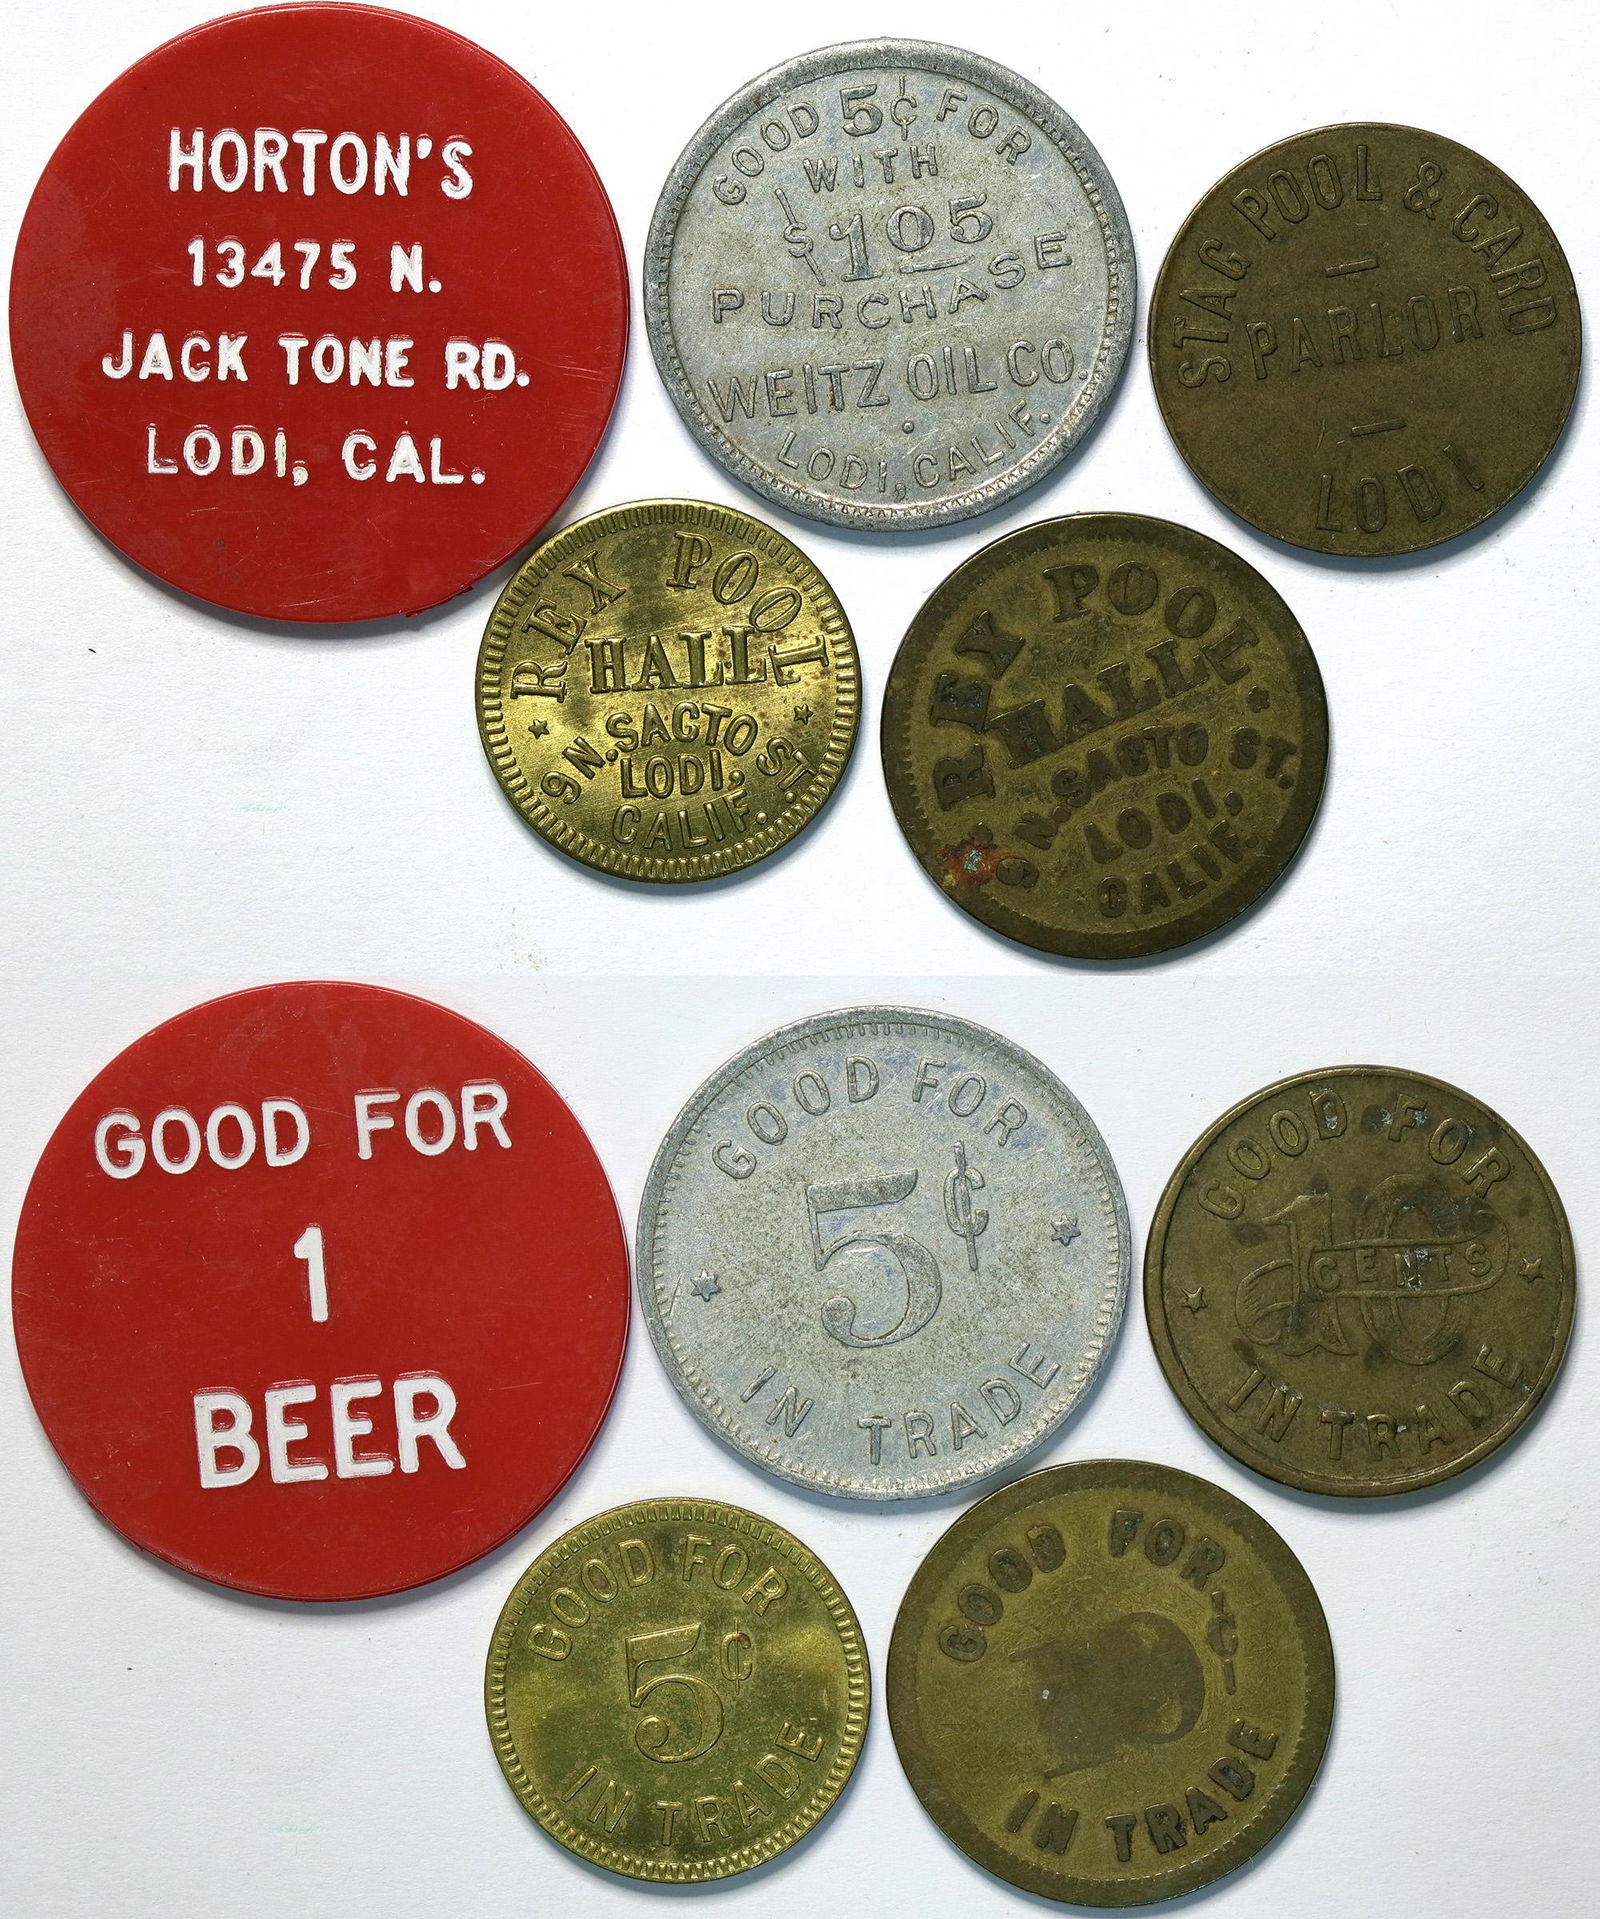 HORTON'S
13475 N.
JACK TONE RD.
LODI, CAL.
GOOD 5¢ FOR
WITH
$1.05
PURCHASE
WEITZ OIL CO.
LODI, CALIF.
STAG POOL & CARD
PARLOR
LODI
REX POOL
HALL
9 N. SACTO ST.
LODI,
CALIF.
REX POOL
HALL
9 N. SACTO ST.
LODI,
CALIF.
GOOD FOR
1
BEER
GOOD FOR
5¢
IN TRADE
GOOD FOR
10
CENTS
IN TRADE
GOOD FOR
5¢
IN TRADE
GOOD FOR
¢
IN TRADE